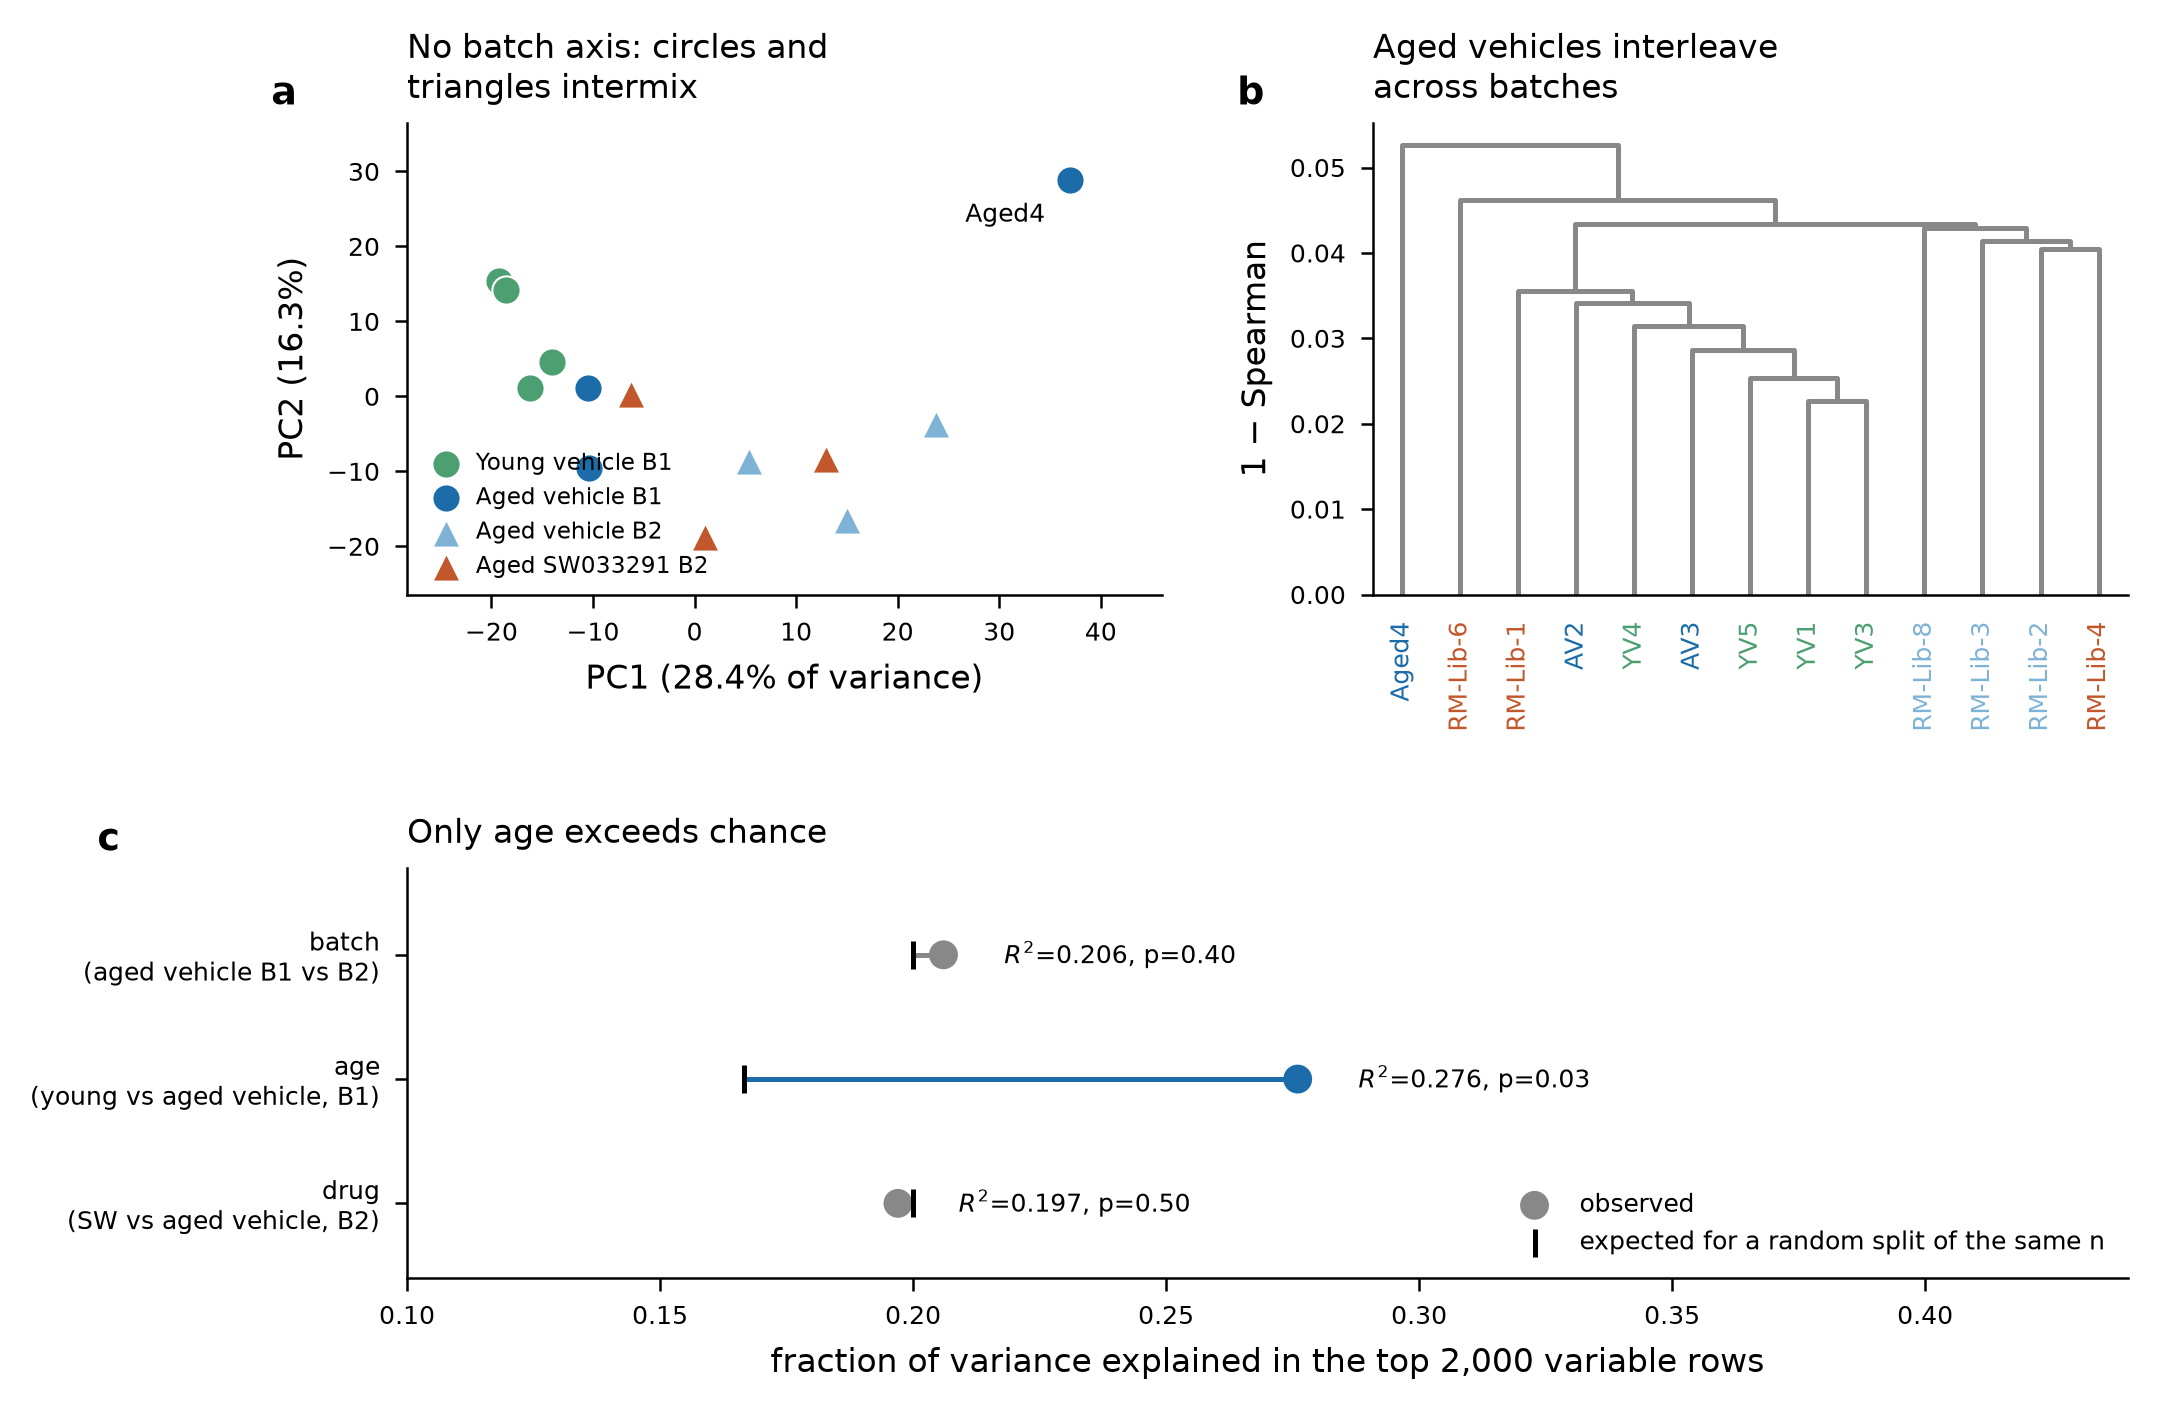 No batch axis: circles and
triangles intermix
a
30
20
10
0
−10
−20
PC2 (16.3%)
Aged4
Young vehicle B1
Aged vehicle B1
Aged vehicle B2
Aged SW033291 B2
−20
−10
0
10
20
30
40
PC1 (28.4% of variance)
Aged vehicles interleave
across batches
b
0.05
0.04
0.03
0.02
0.01
0.00
1 − Spearman
Aged4
RM-Lib-6
RM-Lib-1
AV2
YV4
AV3
YV5
YV1
YV3
RM-Lib-8
RM-Lib-3
RM-Lib-2
RM-Lib-4
c
Only age exceeds chance
batch
(aged vehicle B1 vs B2)
R²=0.206, p=0.40
age
(young vs aged vehicle, B1)
R²=0.276, p=0.03
drug
(SW vs aged vehicle, B2)
R²=0.197, p=0.50
observed
expected for a random split of the same n
0.10
0.15
0.20
0.25
0.30
0.35
0.40
fraction of variance explained in the top 2,000 variable rows